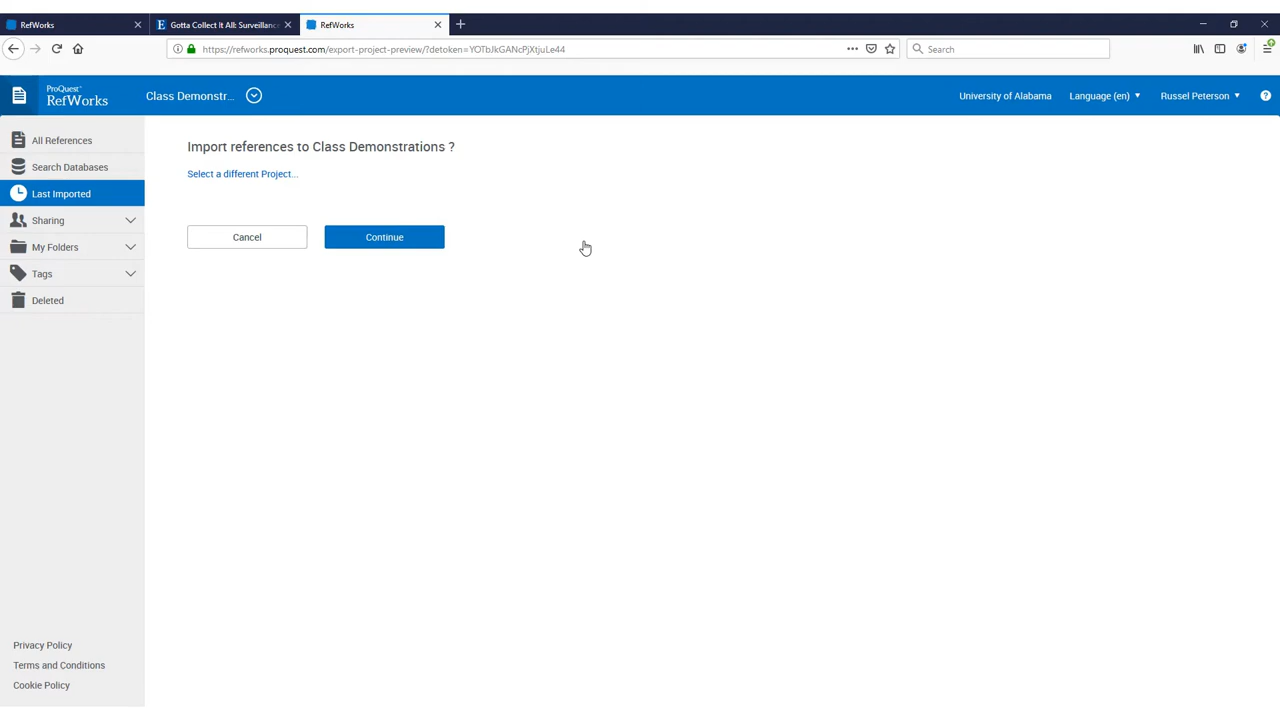 RefWorks
Gotta Collect It All: Surveillance
RefWorks
https://refworks.proquest.com/export-project-preview/?detoken=YOTbJkGANcPjXtjuLe44
Search
ProQuest
RefWorks
Class Demonstr...
University of Alabama
Language (en)
Russel Peterson
All References
Search Databases
Last Imported
Sharing
My Folders
Tags
Deleted
Import references to Class Demonstrations ?
Select a different Project...
Cancel
Continue
Privacy Policy
Terms and Conditions
Cookie Policy